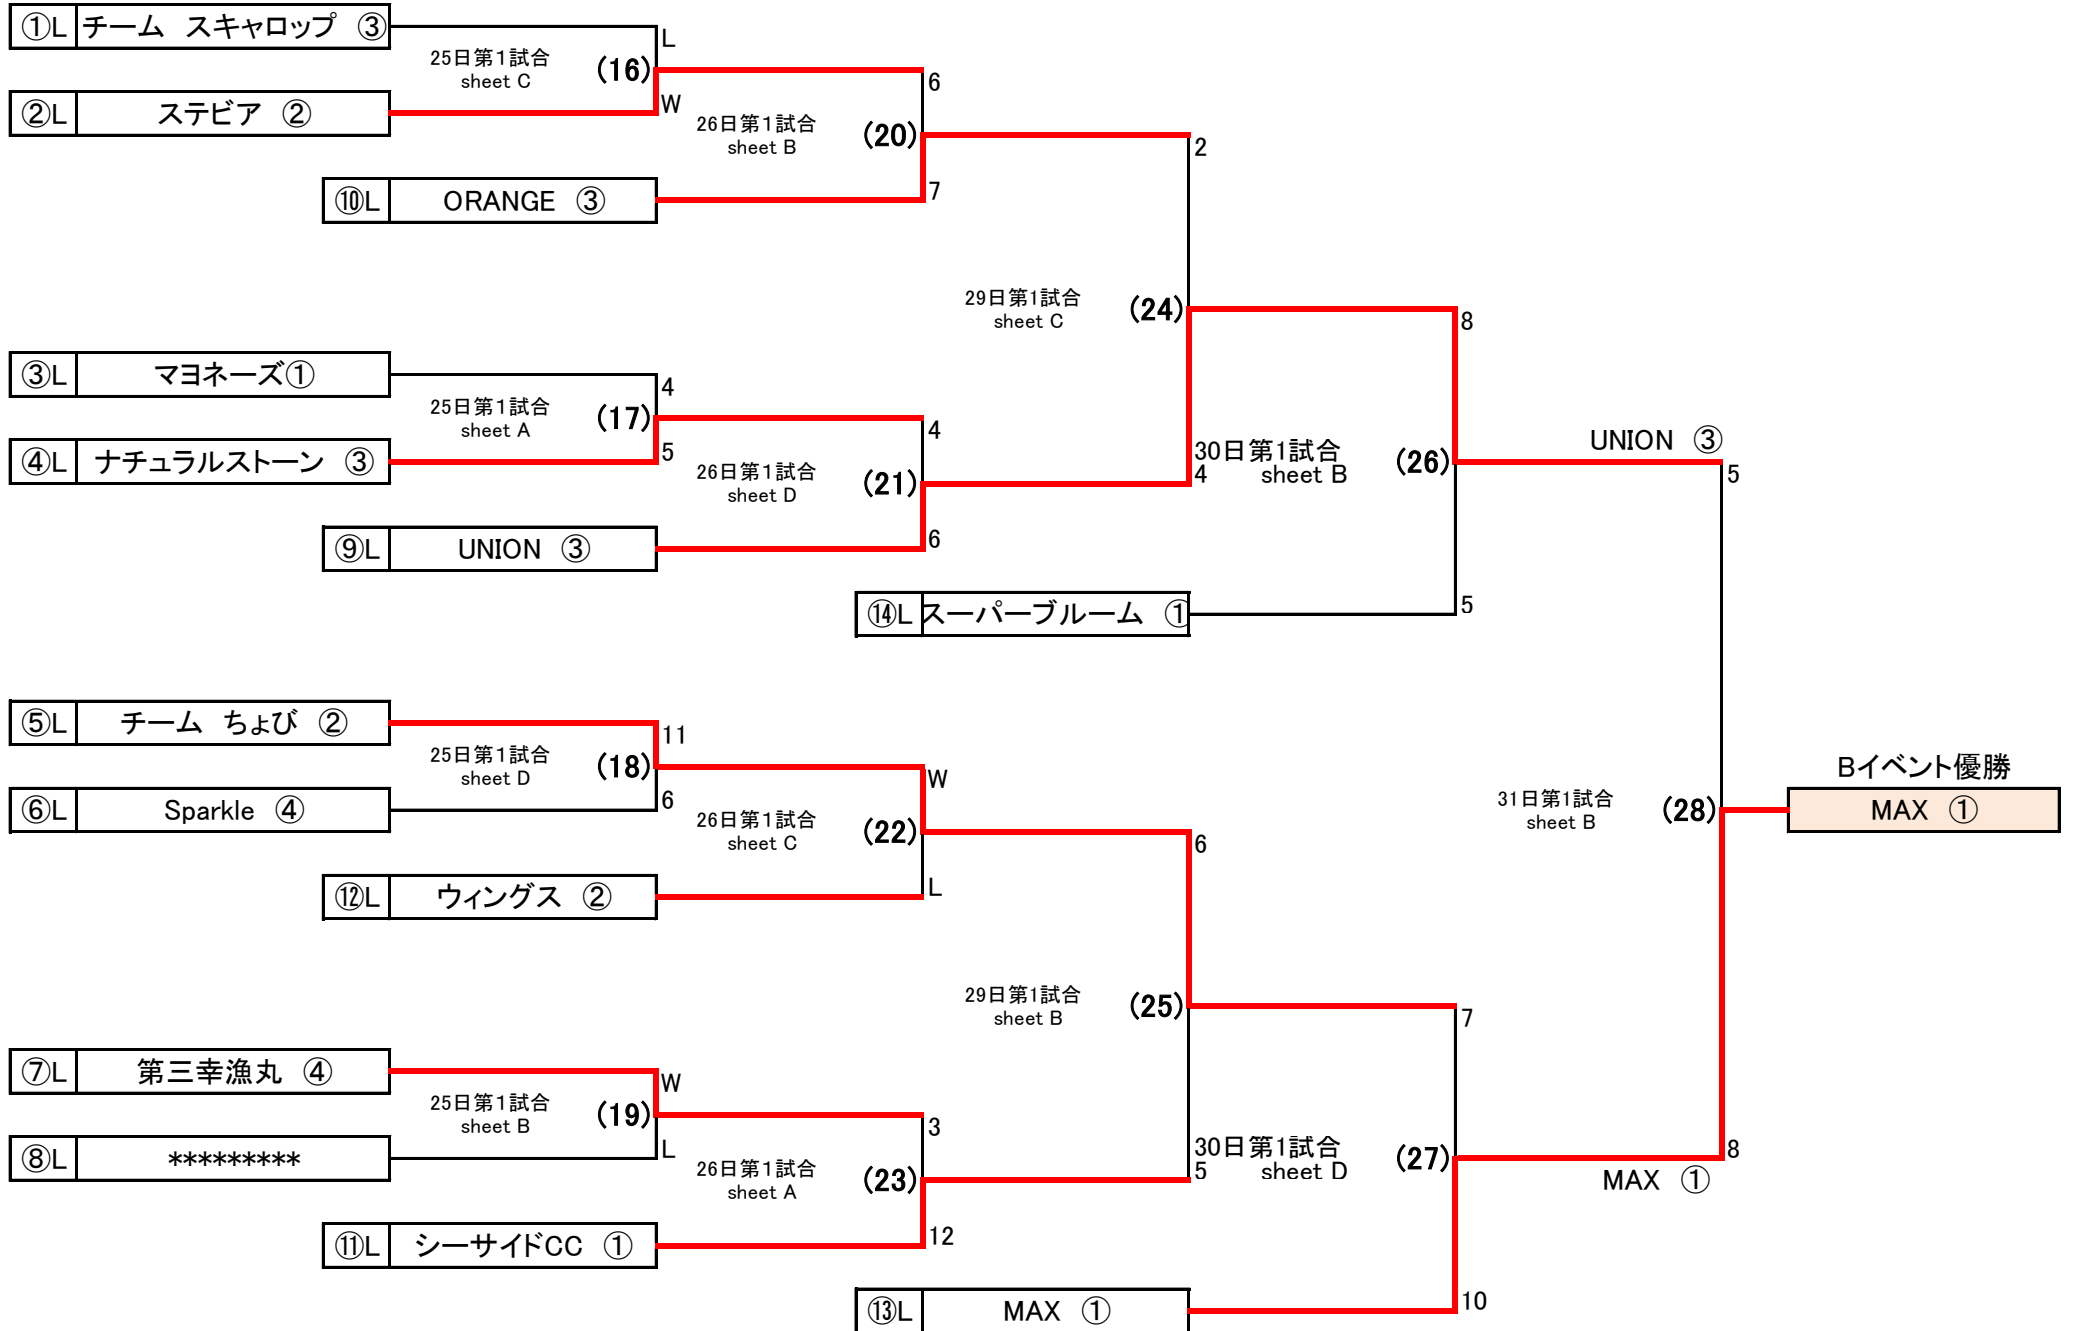 ①L チーム スキャロップ ③
L
25日第1試合
sheet C
(16)
②L ステビア ②
W
6
26日第1試合
sheet B
(20)
2
⑩L ORANGE ③
7
29日第1試合
sheet C
(24)
8
③L マヨネーズ①
4
25日第1試合
sheet A
(17)
4
④L ナチュラルストーン ③
5
26日第1試合
sheet D
(21)
4
30日第1試合
sheet B
(26)
UNION ③
5
⑨L UNION ③
6
⑭L スーパーブルーム ①
5
⑤L チーム ちょび ②
11
25日第1試合
sheet D
(18)
W
⑥L Sparkle ④
6
26日第1試合
sheet C
(22)
6
31日第1試合
sheet B
(28)
Bイベント優勝
MAX ①
⑫L ウィングス ②
L
29日第1試合
sheet B
(25)
7
⑦L 第三幸漁丸 ④
W
25日第1試合
sheet B
(19)
3
⑧L *********
L
26日第1試合
sheet A
(23)
5
30日第1試合
sheet D
(27)
8
MAX ①
⑪L シーサイドCC ①
12
⑬L MAX ①
10